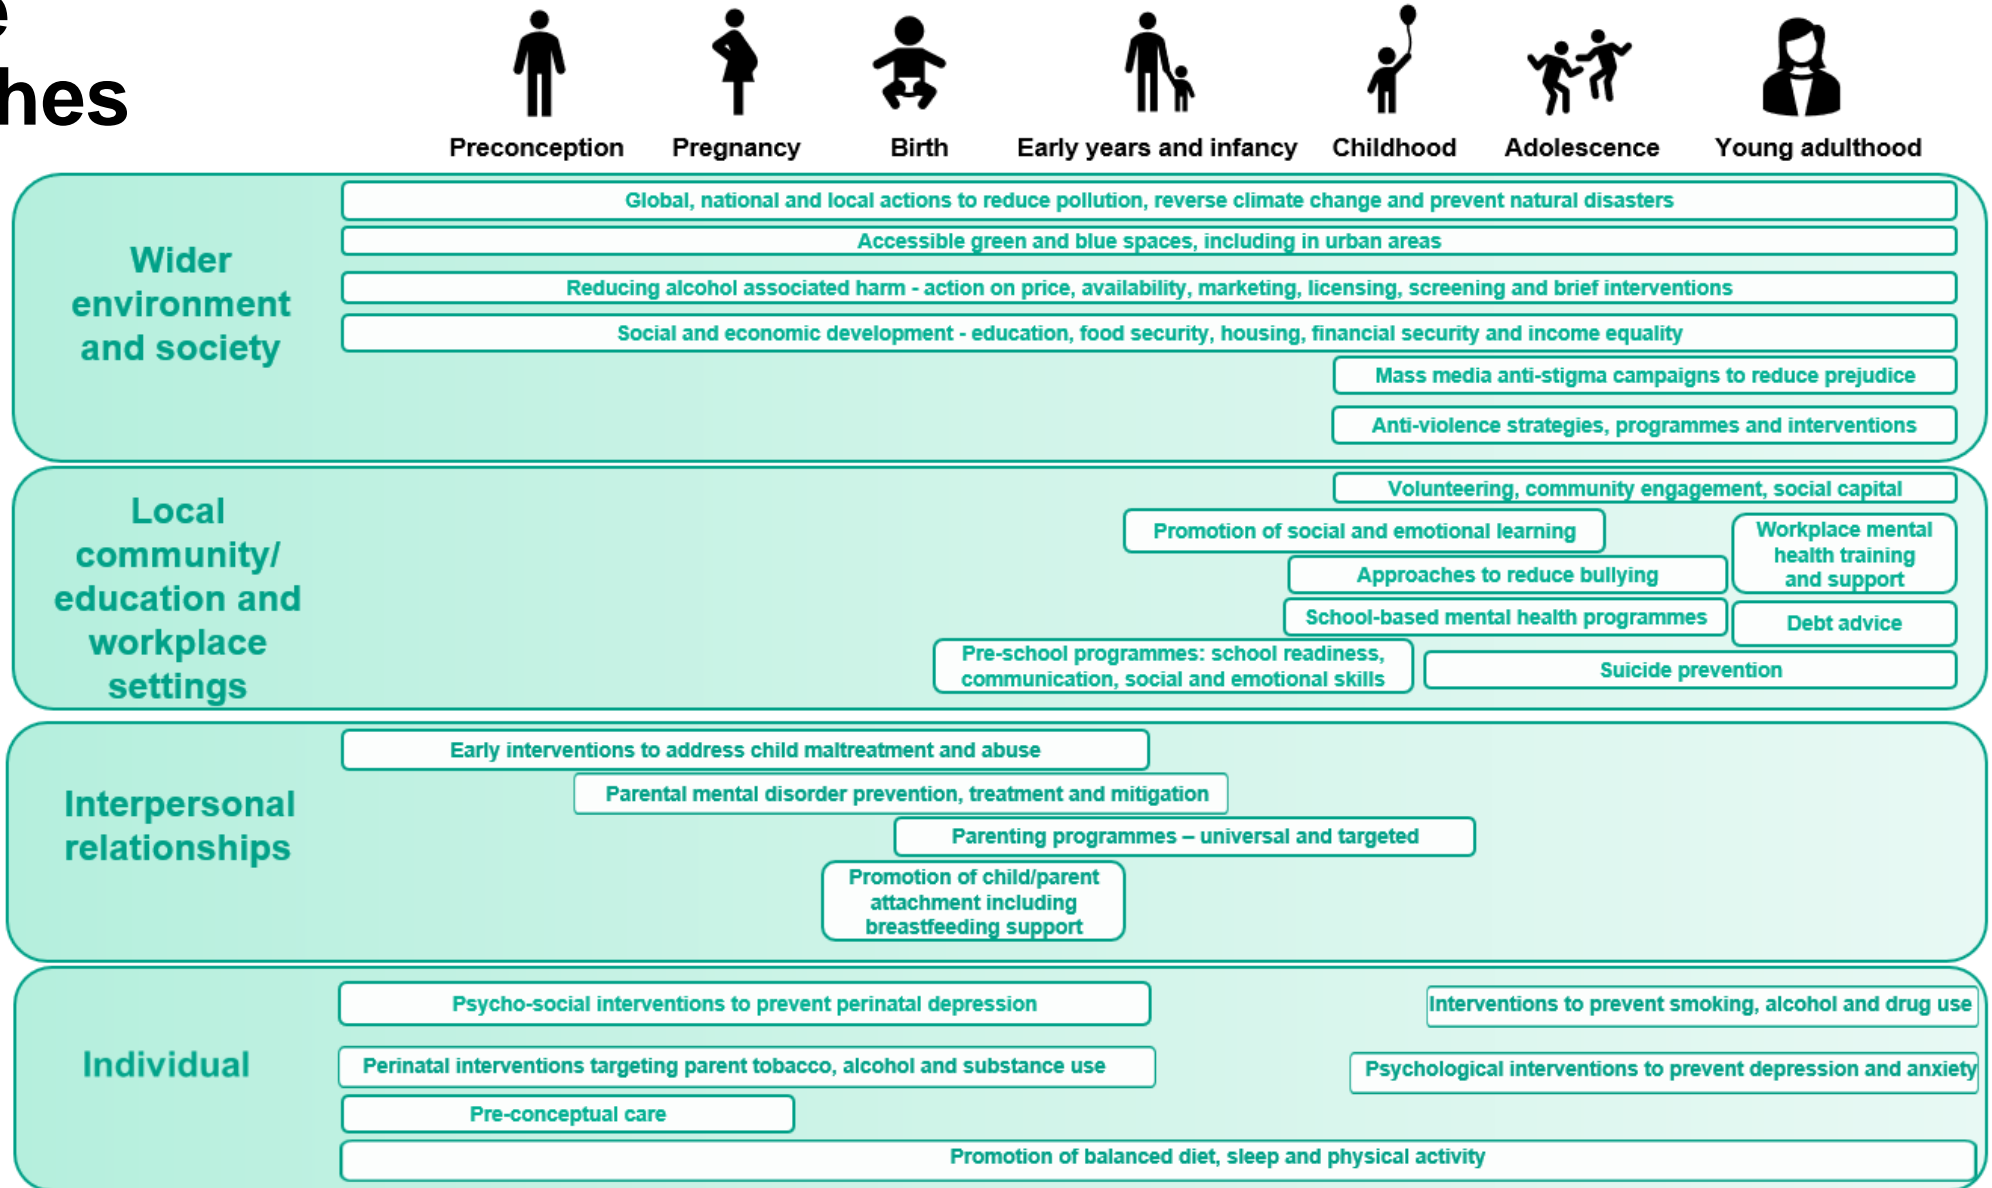 hes
Preconception
Pregnancy
Birth
Early years and infancy
Childhood
Adolescence
Young adulthood
Wider
environment
and society
Global, national and local actions to reduce pollution, reverse climate change and prevent natural disasters
Accessible green and blue spaces, including in urban areas
Reducing alcohol associated harm - action on price, availability, marketing, licensing, screening and brief interventions
Social and economic development - education, food security, housing, financial security and income equality
Mass media anti-stigma campaigns to reduce prejudice
Anti-violence strategies, programmes and interventions
Local
community/
education and
workplace
settings
Volunteering, community engagement, social capital
Promotion of social and emotional learning
Workplace mental
health training
and support
Approaches to reduce bullying
School-based mental health programmes
Debt advice
Pre-school programmes: school readiness,
communication, social and emotional skills
Suicide prevention
Interpersonal
relationships
Early interventions to address child maltreatment and abuse
Parental mental disorder prevention, treatment and mitigation
Parenting programmes – universal and targeted
Promotion of child/parent
attachment including
breastfeeding support
Individual
Psycho-social interventions to prevent perinatal depression
Interventions to prevent smoking, alcohol and drug use
Perinatal interventions targeting parent tobacco, alcohol and substance use
Psychological interventions to prevent depression and anxiety
Pre-conceptual care
Promotion of balanced diet, sleep and physical activity